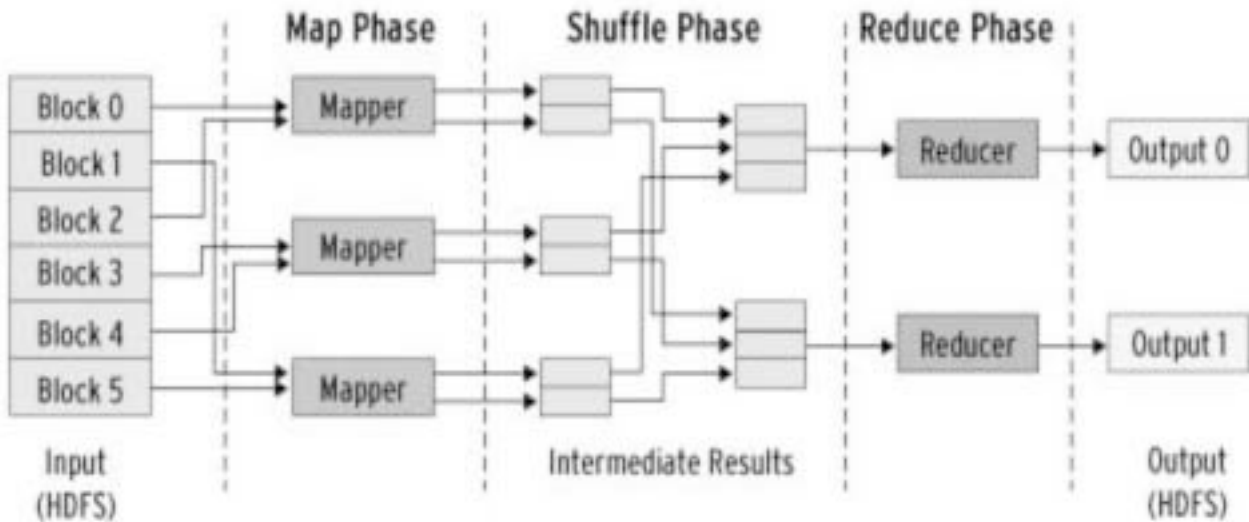 Map Phase
Shuffle Phase
Reduce Phase
Block 0
Block 1
Block 2
Block 3
Block 4
Block 5
Mapper
Mapper
Mapper
Reducer
Reducer
Output 0
Output 1
Input
(HDFS)
Intermediate Results
Output
(HDFS)